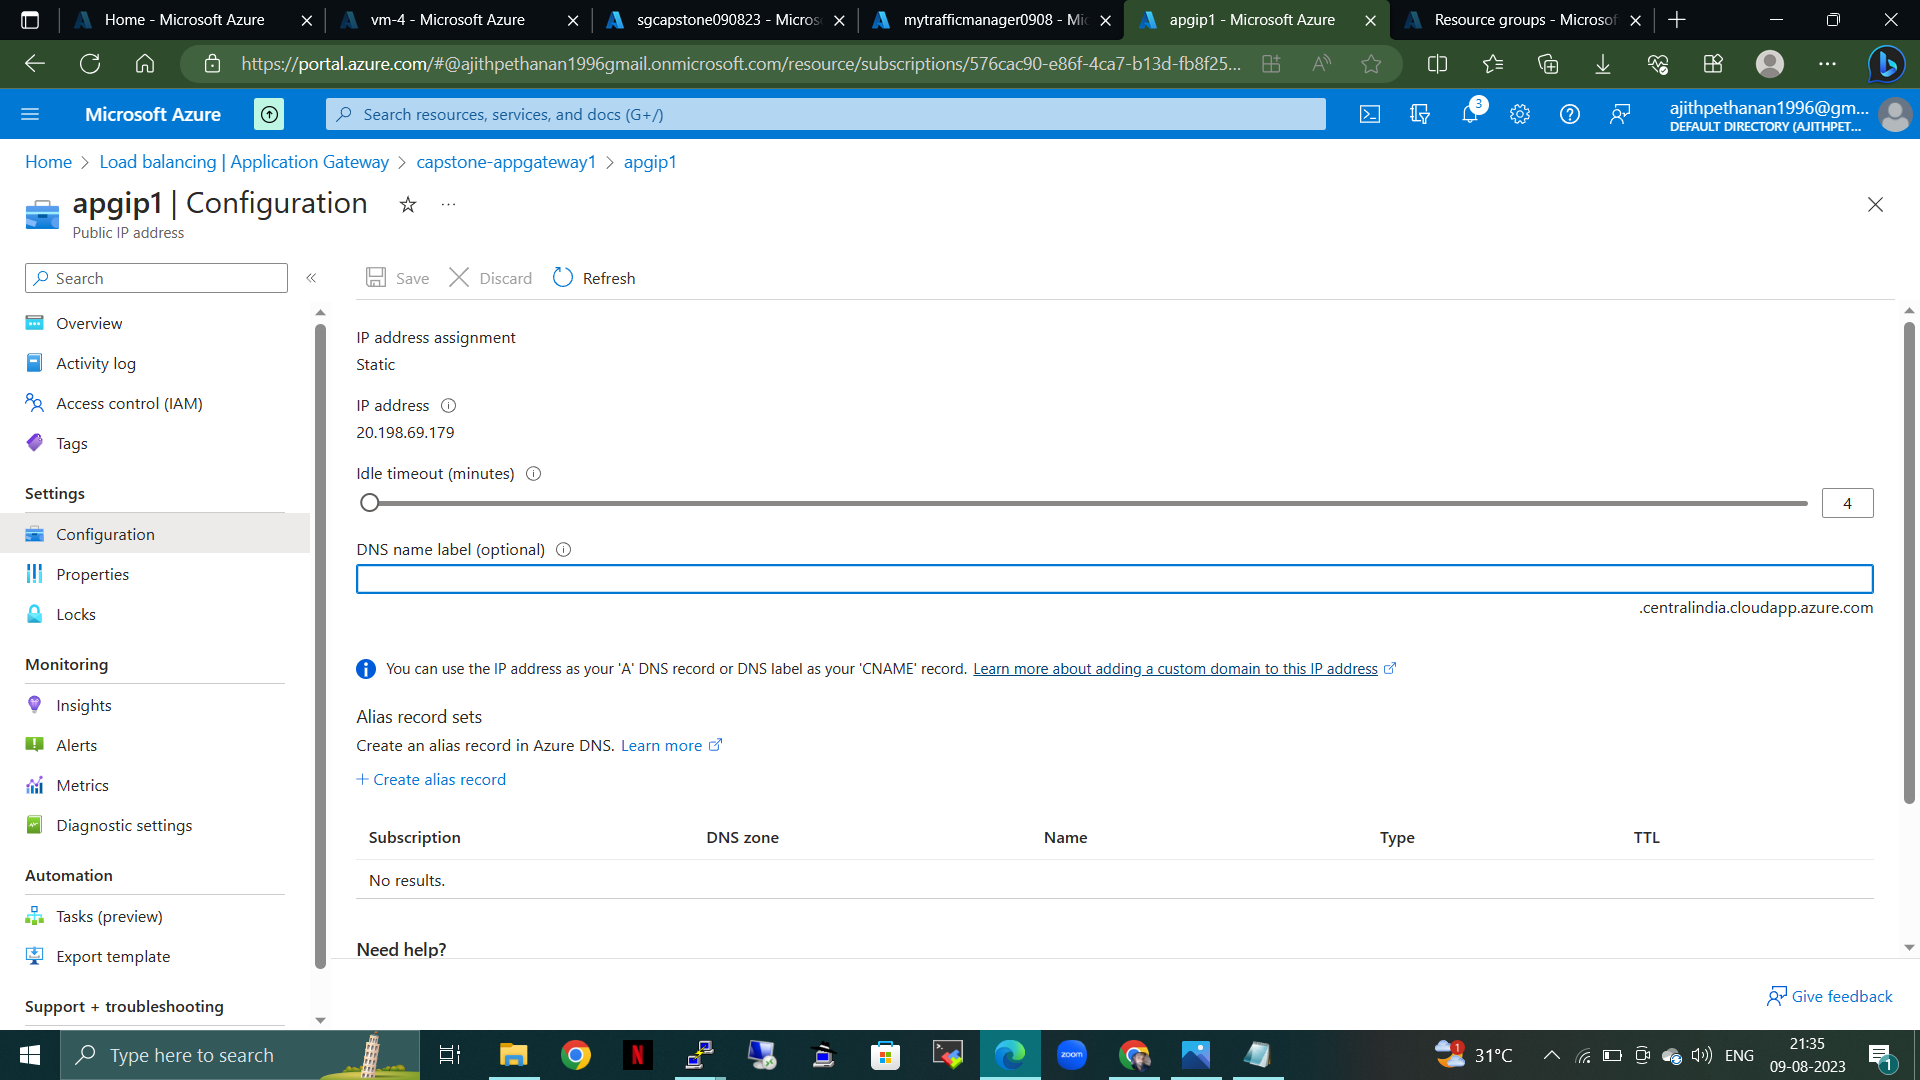 Home - Microsoft Azure
vm-4 - Microsoft Azure
sgcapstone090823 - Micros
mytrafficmanager0908 - Mi
apgip1 - Microsoft Azure
Resource groups - Microsof
https://portal.azure.com/#@ajithpethanan1996gmail.onmicrosoft.com/resource/subscriptions/576cac90-e86f-4ca7-b13d-fb8f25...
Microsoft Azure
Search resources, services, and docs (G+/)
3
ajithpethanan1996@gm...
DEFAULT DIRECTORY (AJITHPET...
Home > Load balancing | Application Gateway > capstone-appgateway1 > apgip1
apgip1 | Configuration
Public IP address
Search
Save
Discard
Refresh
Overview
Activity log
Access control (IAM)
Tags
Settings
Configuration
Properties
Locks
Monitoring
Insights
Alerts
Metrics
Diagnostic settings
Automation
Tasks (preview)
Export template
Support + troubleshooting
IP address assignment
Static
IP address
20.198.69.179
Idle timeout (minutes)
4
DNS name label (optional)
.centralindia.cloudapp.azure.com
You can use the IP address as your 'A' DNS record or DNS label as your 'CNAME' record. Learn more about adding a custom domain to this IP address
Alias record sets
Create an alias record in Azure DNS. Learn more
+ Create alias record
Subscription DNS zone Name Type TTL
No results.
Need help?
Give feedback
Type here to search
N
zoom
1
31°C
ENG
21:35
09-08-2023
1